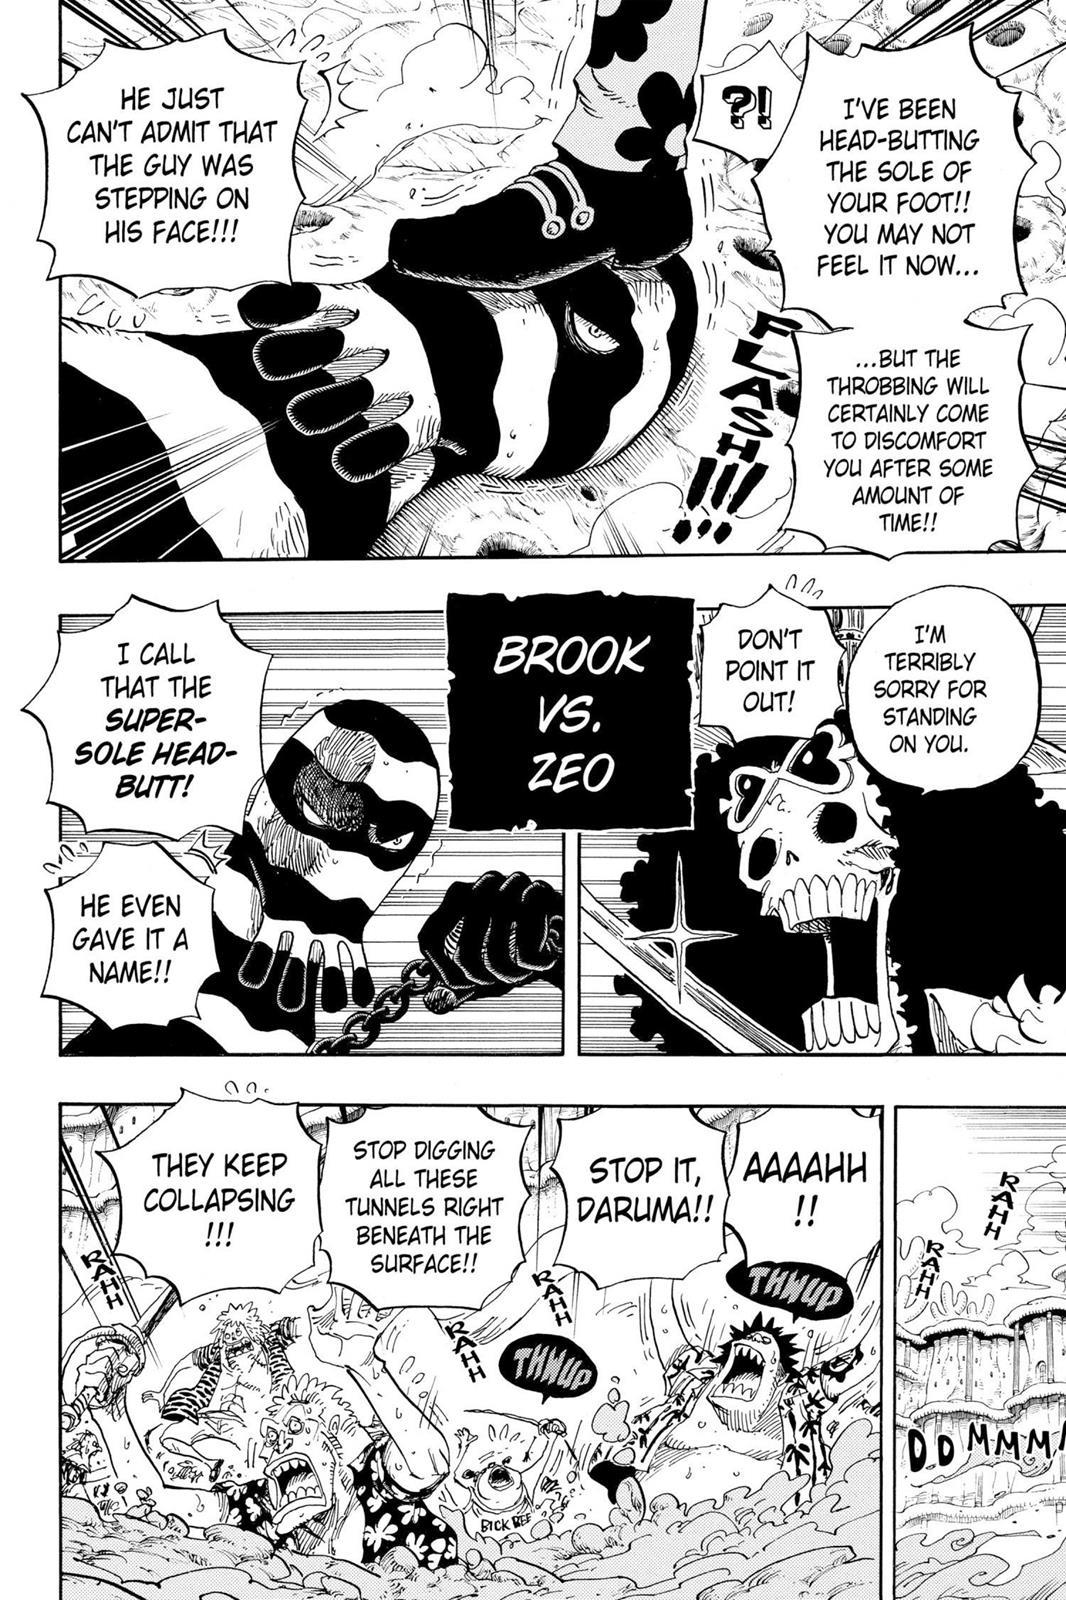 I'VE BEEN
HEAD-BUTTING
THE SOLE OF
YOUR FOOT!!
YOU MAY NOT
FEEL IT NOW...
?!
...BUT THE
THROBBING WILL
CERTAINLY COME
TO DISCOMFORT
YOU AFTER SOME
AMOUNT OF
TIME!!
FLASH!!!...
HE JUST
CAN'T ADMIT THAT
THE GUY WAS
STEPPING ON
HIS FACE!!!
I'M
TERRIBLY
SORRY FOR
STANDING
ON YOU.
DON'T
POINT IT
OUT!
BROOK
VS.
ZEO
I CALL
THAT THE
SUPER-
SOLE HEAD-
BUTT!
HE EVEN
GAVE IT A
NAME!!
RAHH
RAHH
DDMMMM
AAAAHH
!!
THWUP
STOP IT,
DARUMA!!
RAHH
THWUP
STOP DIGGING
ALL THESE
TUNNELS RIGHT
BENEATH THE
SURFACE!!
RAHH
BICK BEE
THEY KEEP
COLLAPSING
!!!
RAHH